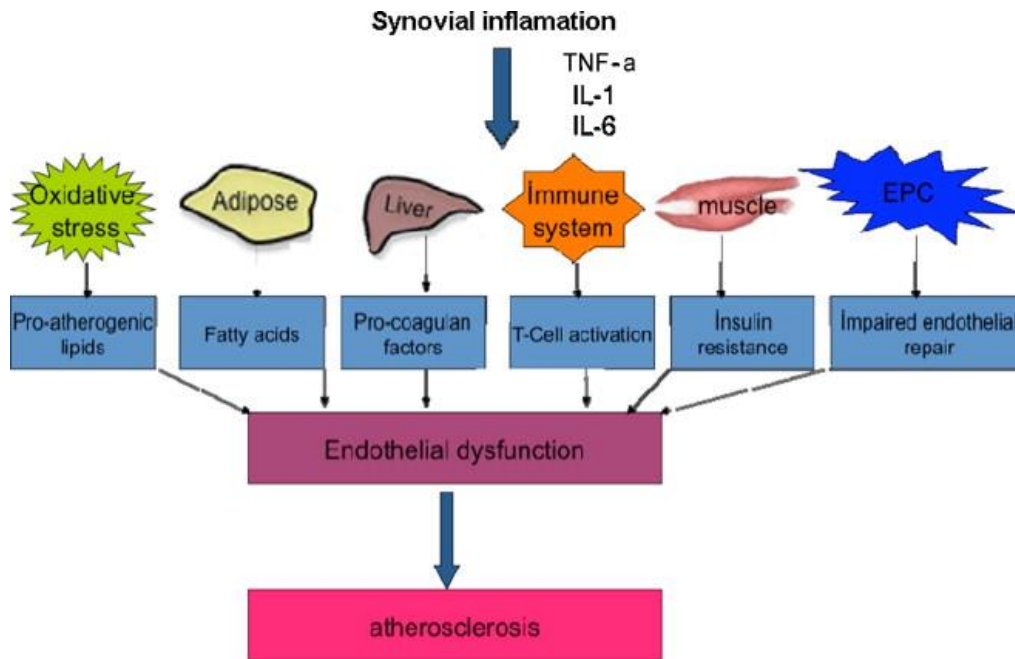 Synovial inflamation
TNF-a
IL-1
IL-6
Oxidative
stress
Adipose
Liver
İmmune
system
muscle
EPC
Pro-atherogenic
lipids
Fatty acids
Pro-coagulan
factors
T-Cell activation
İnsulin
resistance
İmpaired endothelial
repair
Endothelial dysfunction
atherosclerosis